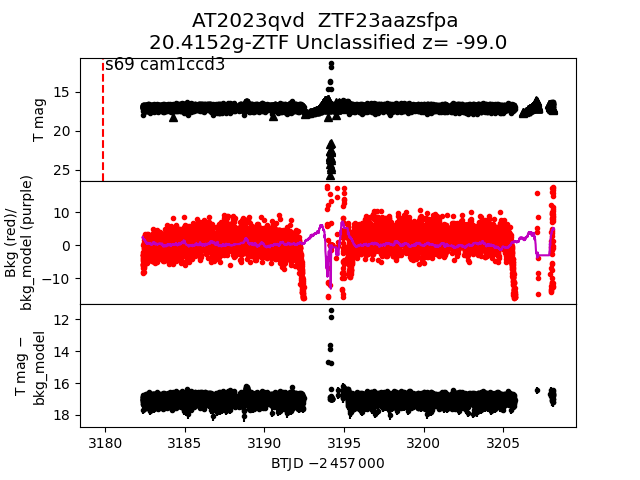 AT2023qvd  ZTF23aazsfpa
20.4152g-ZTF Unclassified z= -99.0
s69 cam1ccd3
T mag
15
20
25
Bkg (red)/
bkg_model (purple)
10
0
−10
T mag −
bkg_model
12
14
16
18
3180 3185 3190 3195 3200 3205
BTJD −2 457 000